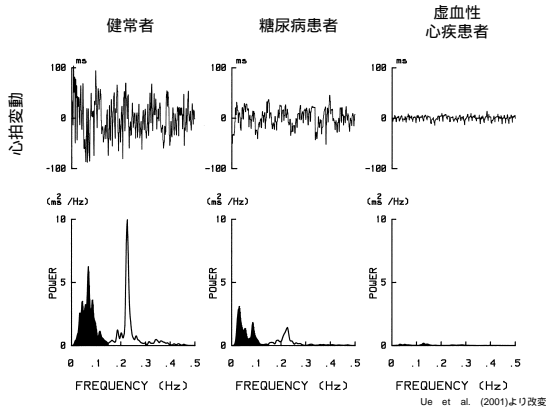 健常者
糖尿病患者
虚血性
心疾患者
心拍変動
ms
100
0
-100
ms
100
0
-100
ms
100
0
-100
(ms²/Hz)
10
5
0
POWER
0 .1 .2 .3 .4 .5
FREQUENCY (Hz)
(ms²/Hz)
10
5
0
POWER
0 .1 .2 .3 .4 .5
FREQUENCY (Hz)
(ms²/Hz)
10
5
0
POWER
0 .1 .2 .3 .4 .5
FREQUENCY (Hz)
Ue et al. (2001)より改変